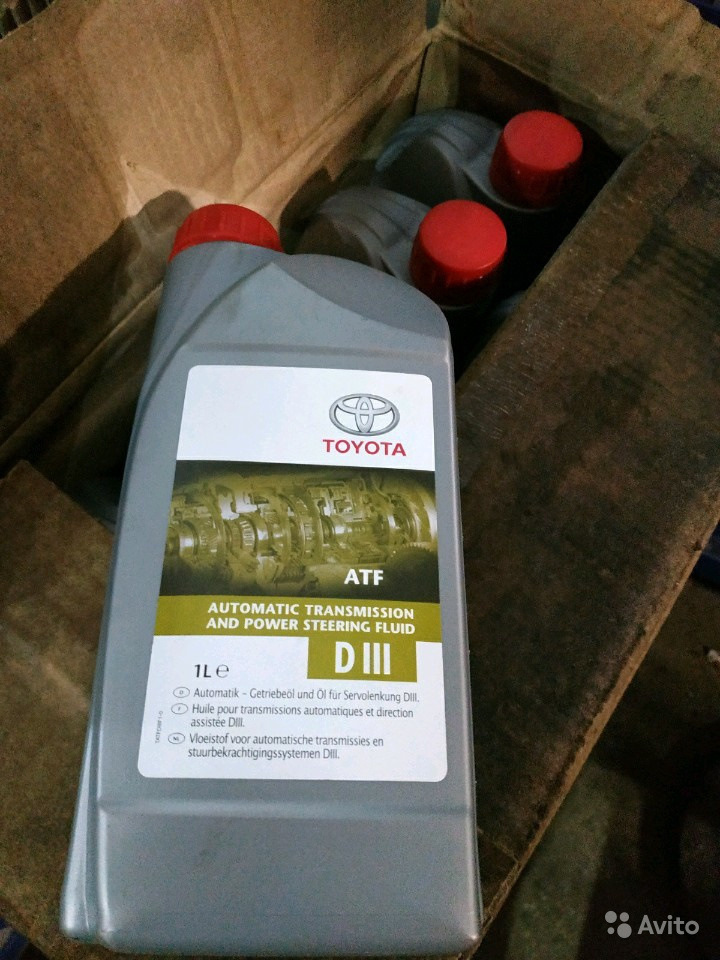 TOYOTA
ATF
AUTOMATIC TRANSMISSION
AND POWER STEERING FLUID
D III
1L e
D Automatik - Getriebeöl und Öl für Servolenkung DIII.
F Huile pour transmissions automatiques et direction
assistée DIII.
NL Vloeistof voor automatische transmissies en
stuurbekrachtigingssystemen DIII.
Avito